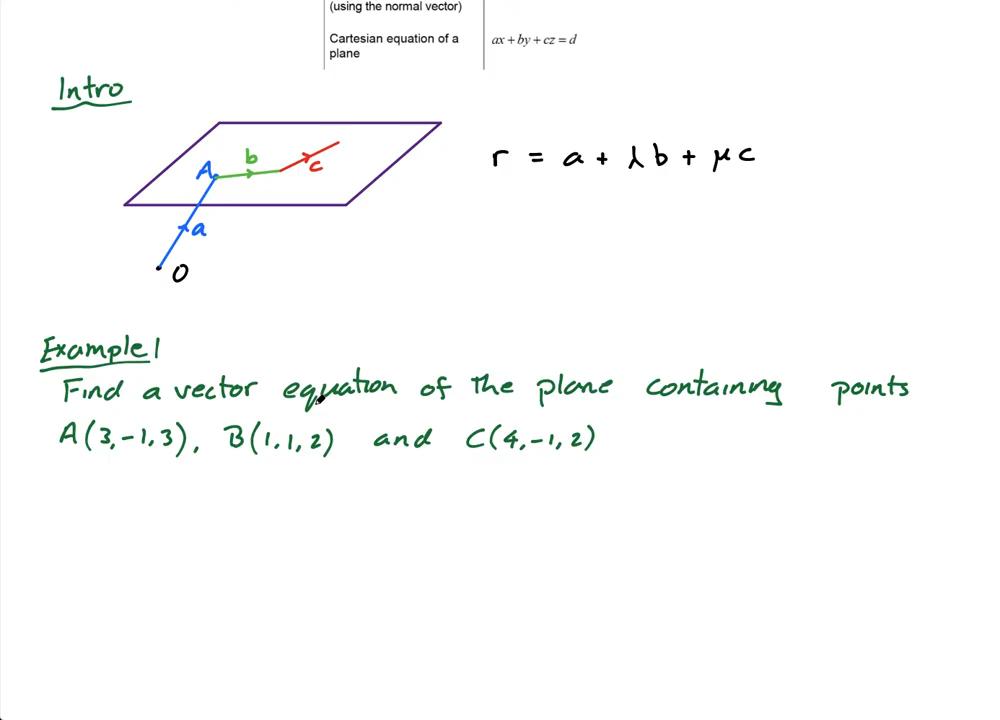 (using the normal vector)
Cartesian equation of a plane
ax + by + cz = d
Intro
A
b
c
a
O
r = a + λb + μc
Example 1
Find a vector equation of the plane containing points
A(3,-1,3), B(1,1,2) and C(4,-1,2)